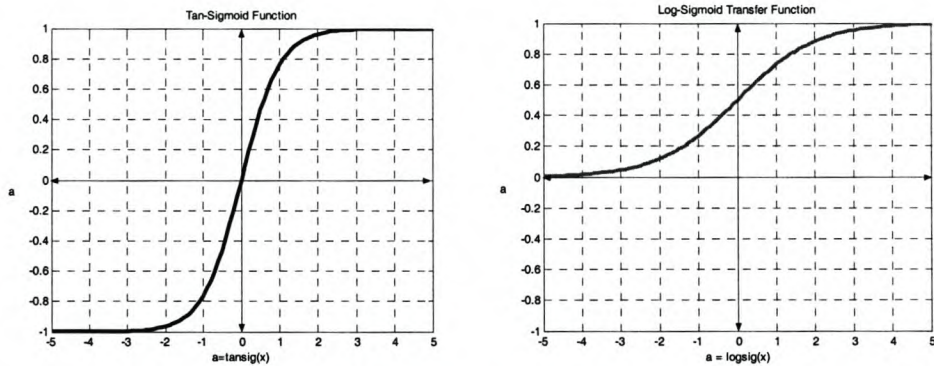 Tan-Sigmoid Function
1
0.8
0.6
0.4
0.2
0
a
-0.2
-0.4
-0.6
-0.8
-1
-5 -4 -3 -2 -1 0 1 2 3 4 5
a=tansig(x)
Log-Sigmoid Transfer Function
1
0.8
0.6
0.4
0.2
0
a
-0.2
-0.4
-0.6
-0.8
-1
-5 -4 -3 -2 -1 0 1 2 3 4 5
a = logsig(x)